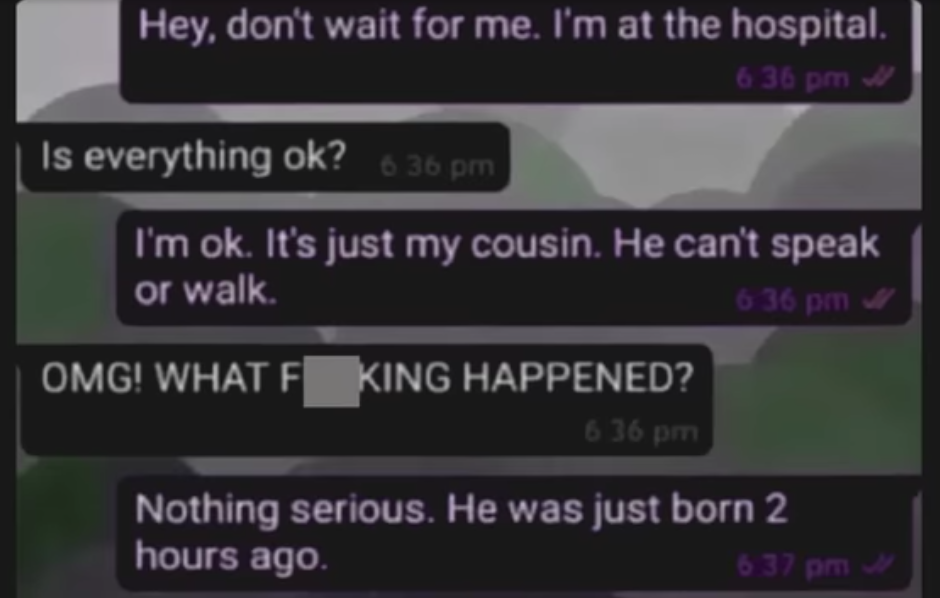 Hey, don't wait for me. I'm at the hospital.
6:36 pm
Is everything ok? 6:36 pm
I'm ok. It's just my cousin. He can't speak
or walk. 6:36 pm
OMG! WHAT F KING HAPPENED?
6:36 pm
Nothing serious. He was just born 2
hours ago. 6:37 pm